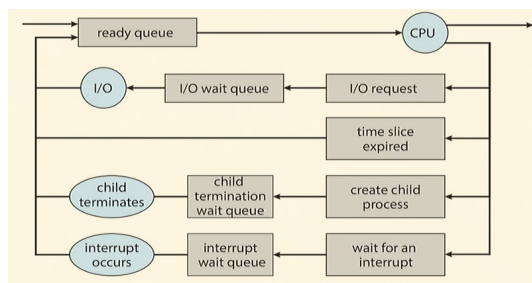 ready queue
CPU
I/O
I/O wait queue
I/O request
time slice
expired
child
terminates
child
termination
wait queue
create child
process
interrupt
occurs
interrupt
wait queue
wait for an
interrupt